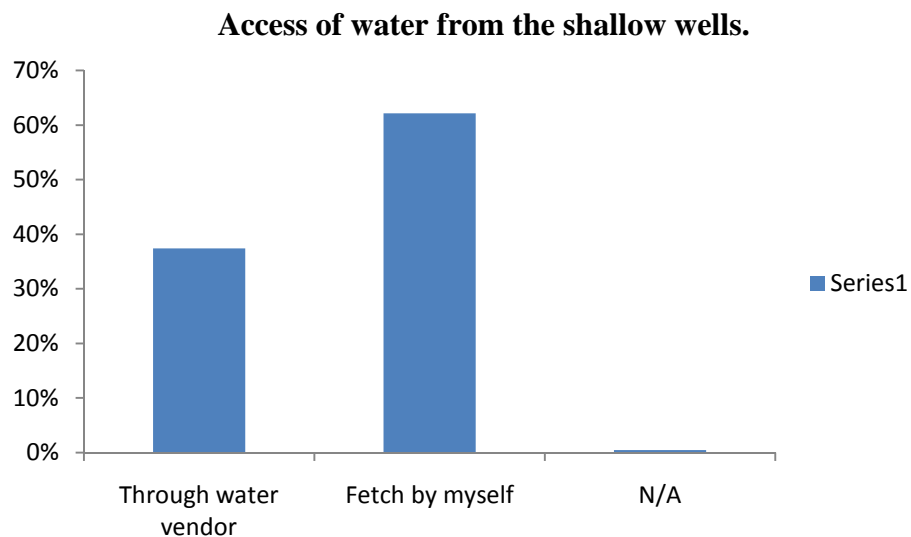 Access of water from the shallow wells.
70%
60%
50%
40%
30%
20%
10%
0%
Through water
vendor
Fetch by myself
N/A
Series1